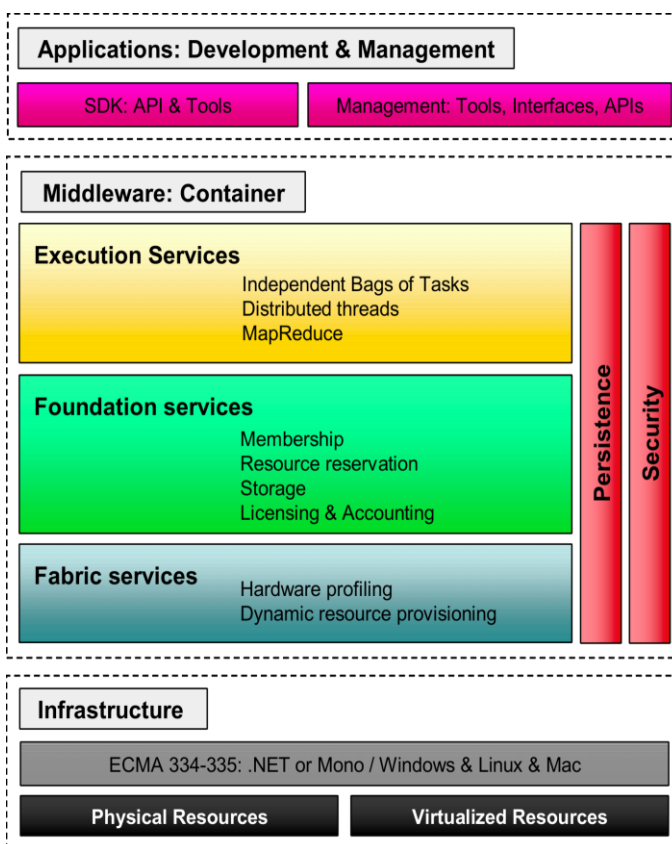 Applications: Development & Management
SDK: API & Tools
Management: Tools, Interfaces, APIs
Middleware: Container
Execution Services
Independent Bags of Tasks
Distributed threads
MapReduce
Foundation services
Membership
Resource reservation
Storage
Licensing & Accounting
Fabric services
Hardware profiling
Dynamic resource provisioning
Persistence
Security
Infrastructure
ECMA 334-335: .NET or Mono / Windows & Linux & Mac
Physical Resources
Virtualized Resources